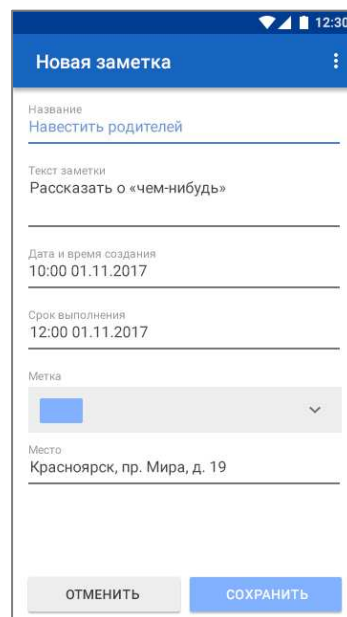 12:30
Новая заметка
Название
Навестить родителей
Текст заметки
Рассказать о «чем-нибудь»
Дата и время создания
10:00 01.11.2017
Срок выполнения
12:00 01.11.2017
Метка
Место
Красноярск, пр. Мира, д. 19
ОТМЕНИТЬ СОХРАНИТЬ